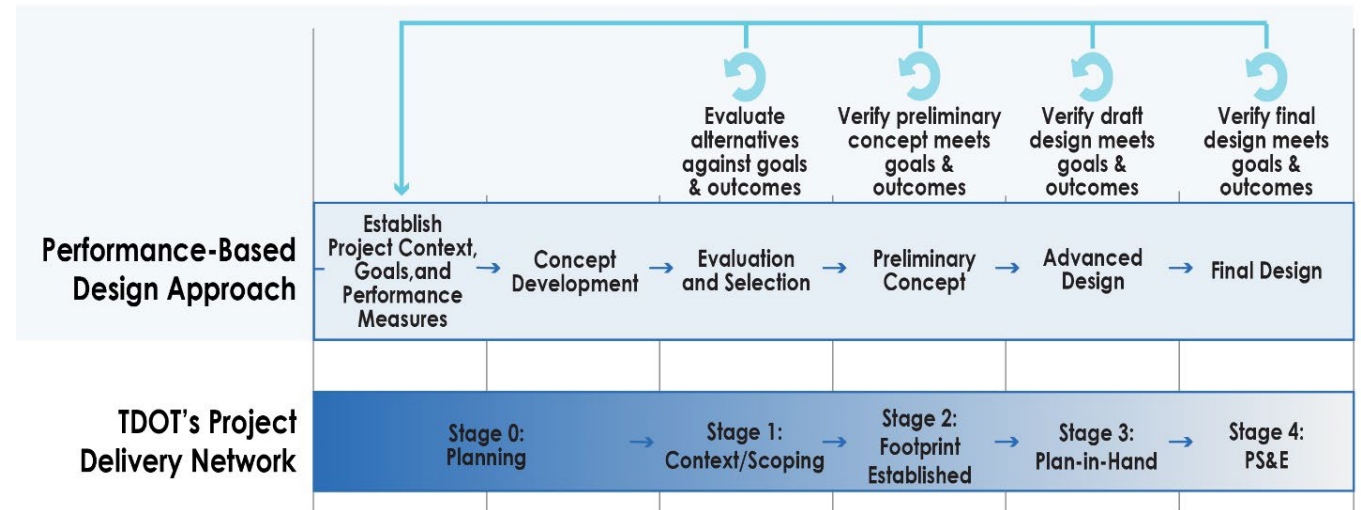 Evaluate
alternatives
against goals
& outcomes
Verify preliminary
concept meets
goals &
outcomes
Verify draft
design meets
goals &
outcomes
Verify final
design meets
goals &
outcomes
Performance-Based
Design Approach
Establish
Project Context,
Goals,and
Performance
Measures
Concept
Development
Evaluation
and Selection
Preliminary
Concept
Advanced
Design
Final Design
TDOT's Project
Delivery Network
Stage 0:
Planning
Stage 1:
Context/Scoping
Stage 2:
Footprint
Established
Stage 3:
Plan-in-Hand
Stage 4:
PS&E